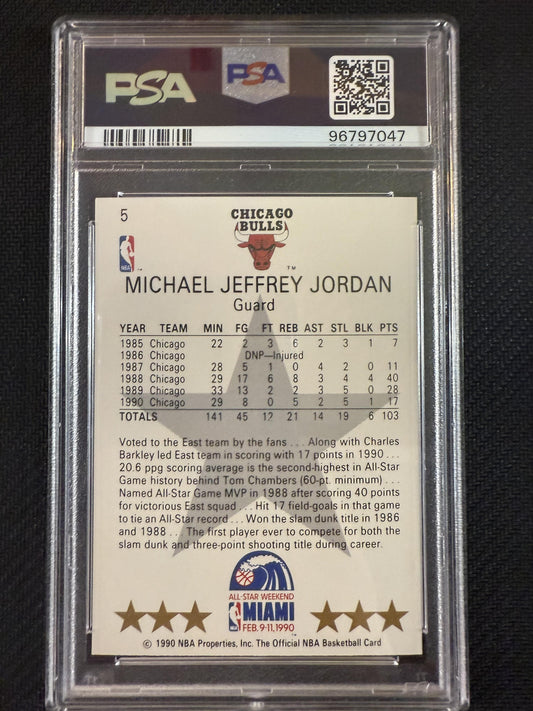 PSA
PSA
96797047
5
CHICAGO
BULLS
NBA
TM
MICHAEL JEFFREY JORDAN
Guard
YEAR TEAM MIN FG FT REB AST STL BLK PTS
1985 Chicago 22 2 3 6 2 3 1 7
1986 Chicago DNP—Injured
1987 Chicago 28 5 1 0 4 2 0 11
1988 Chicago 29 17 6 8 3 4 4 40
1989 Chicago 33 13 2 2 3 5 0 28
1990 Chicago 29 8 0 5 2 5 1 17
TOTALS 141 45 12 21 14 19 6 103
Voted to the East team by the fans . . . Along with Charles
Barkley led East team in scoring with 17 points in 1990 . . .
20.6 ppg scoring average is the second-highest in All-Star
Game history behind Tom Chambers (60-pt. minimum) . . .
Named All-Star Game MVP in 1988 after scoring 40 points
for victorious East squad . . . Hit 17 field-goals in that game
to tie an All-Star record . . . Won the slam dunk title in 1986
and 1988 . . . The first player ever to compete for both the
slam dunk and three-point shooting title during career.
ALL-STAR WEEKEND
NBA
MIAMI
FEB. 9-11, 1990
© 1990 NBA Properties, Inc. The Official NBA Basketball Card